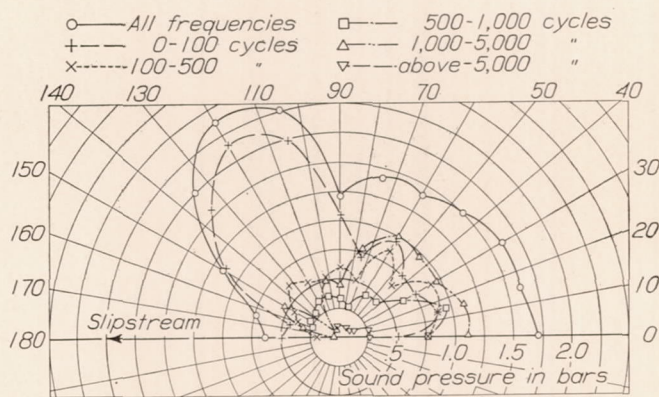 All frequencies
0-100 cycles
100-500 "
500-1,000 cycles
1,000-5,000 "
above-5,000 "
140 130 110 90 70 50 40
150 30
160 20
170 10
180 0
Slipstream
.5 1.0 1.5 2.0
Sound pressure in bars